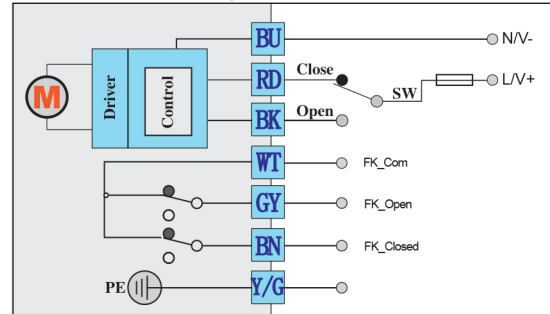 BU
N/V-
M
Driver
Control
RD
Close
SW
L/V+
BK
Open
WT
FK_Com
GY
FK_Open
BN
FK_Closed
PE
Y/G